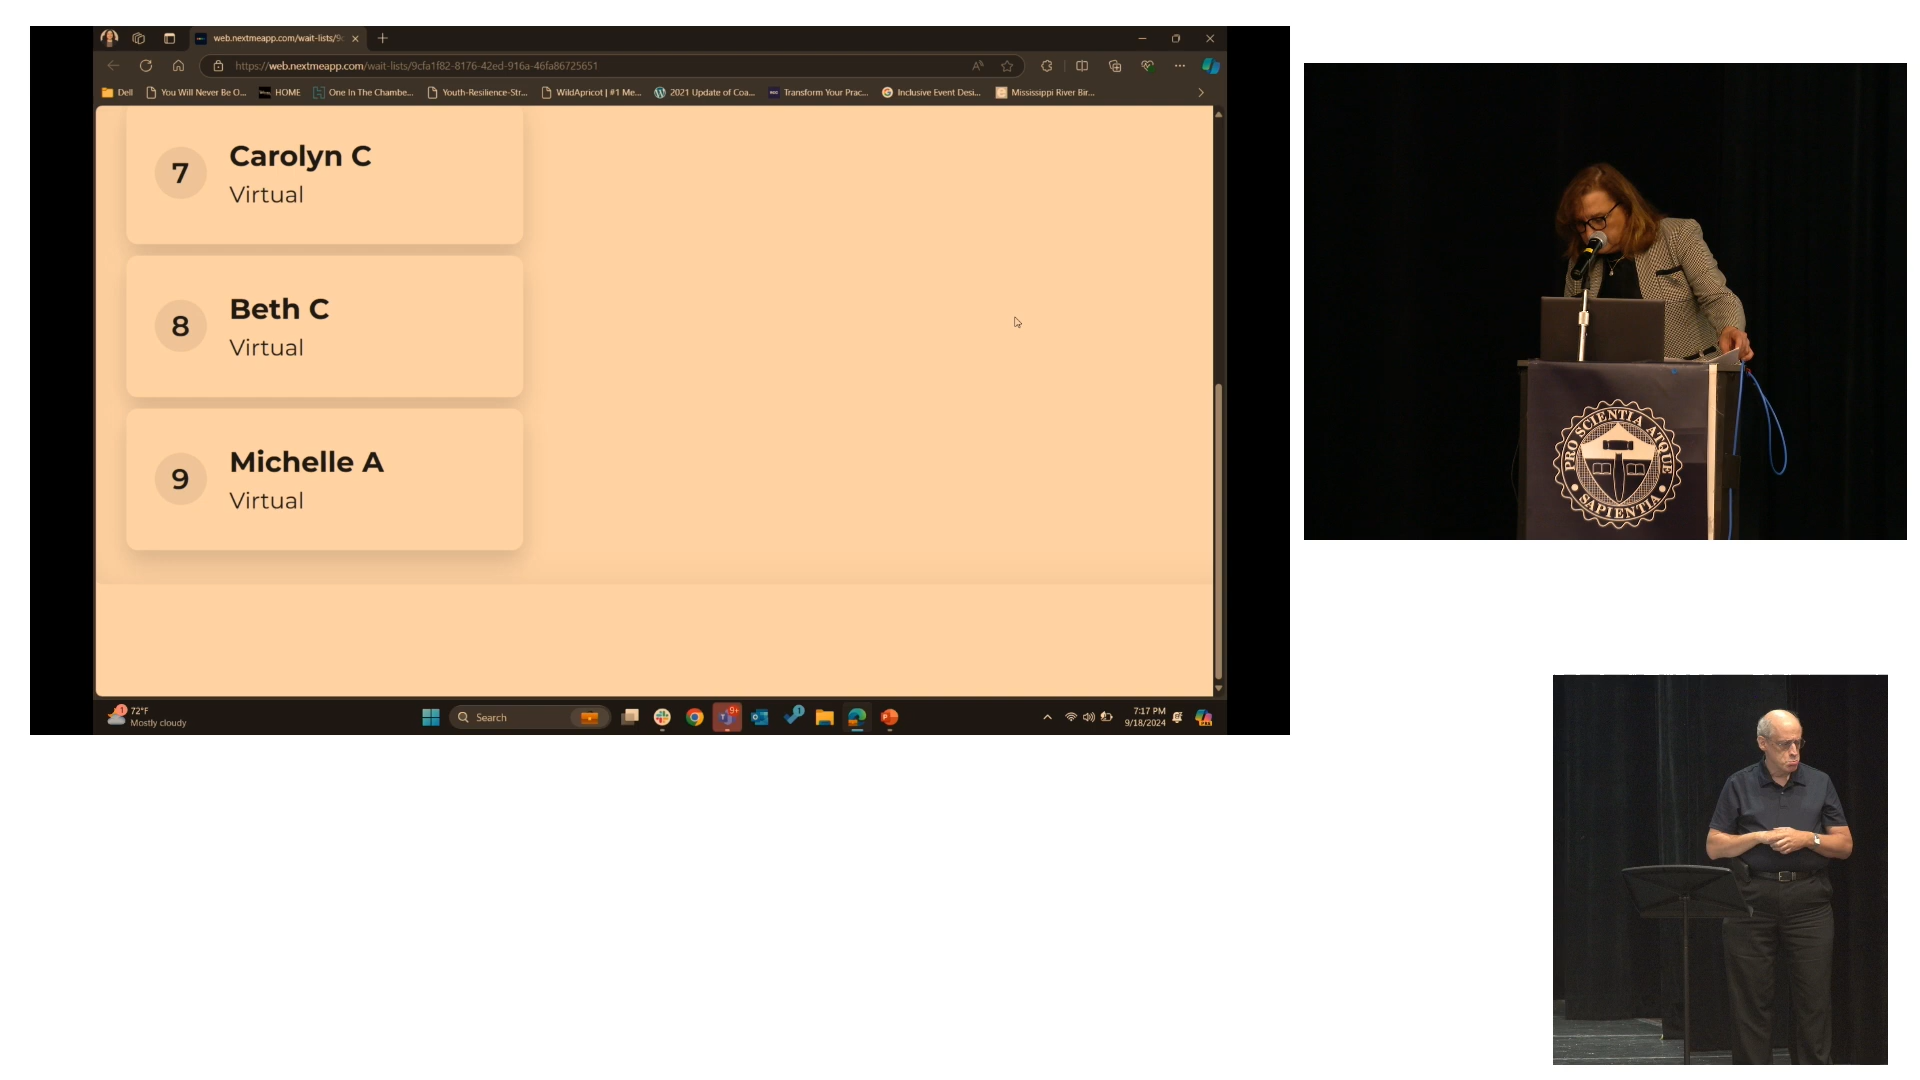 web.nextmeapp.com/wait-lists/9c
https://web.nextmeapp.com/wait-lists/9cfa1f82-8176-42ed-916a-46fa86725651
Dell
You Will Never Be O...
HOME
One In The Chambe...
Youth-Resilience-Str...
WildApricot | #1 Me...
2021 Update of Coa...
Transform Your Prac...
Inclusive Event Desi...
Mississippi River Bir...
7
Carolyn C
Virtual
8
Beth C
Virtual
9
Michelle A
Virtual
1
72°F
Mostly cloudy
Search
9+
1
7:17 PM
9/18/2024
PRO SCIENTIA ATQUE
SAPIENTIA